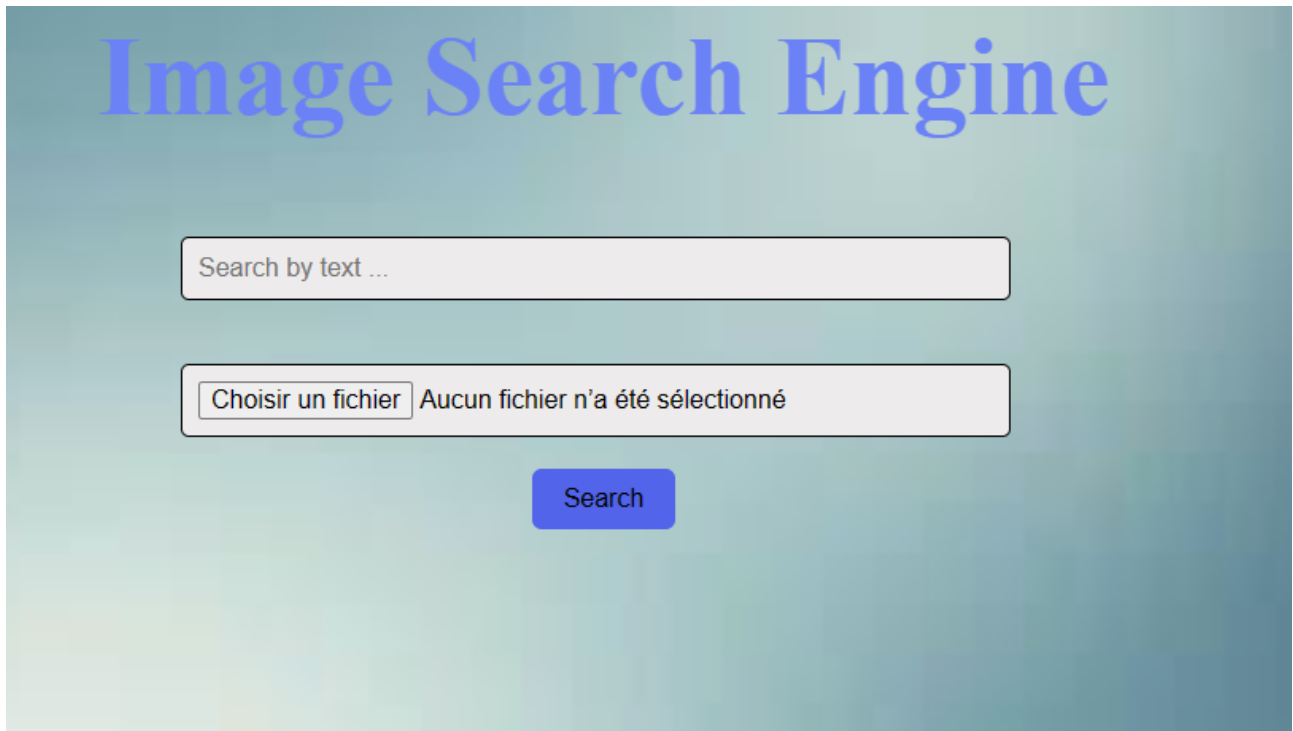 Image Search Engine
Search by text ...
Choisir un fichier Aucun fichier n'a été sélectionné
Search